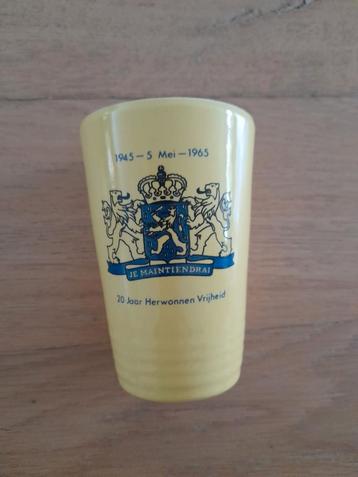 1945 – 5 Mei – 1965
JE MAINTIENDRAI
20 Jaar Herwonnen Vrijheid